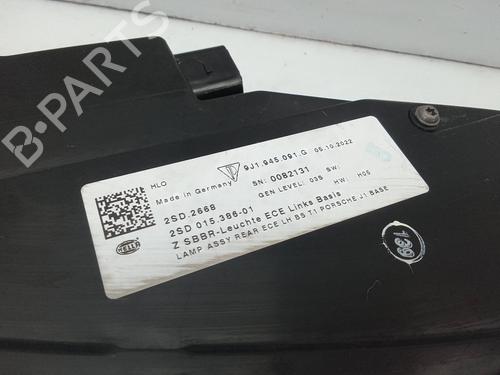 HLO
Made in Germany
9J1.945.091.G 05.10.2022
SN: 0082131 SW:
2SD.2668
GEN LEVEL: 03S HW: H05
2SD 015.386-01
Z SBBR-Leuchte ECE Links Basis
LAMP ASSY REAR ECE LH BS T1 PORSCHE J1 BASE
HELLA
139
B-PARTS